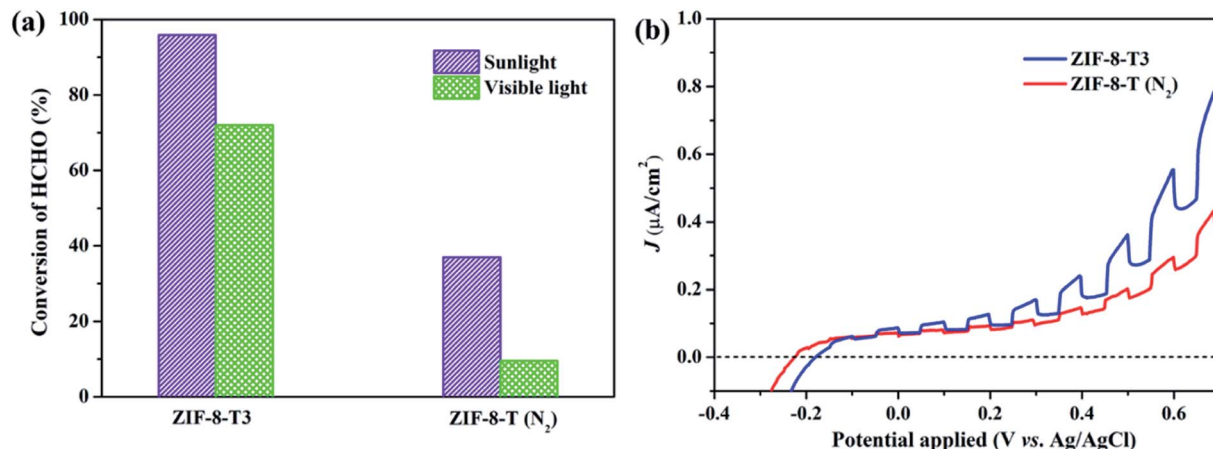 (a)
Conversion of HCHO (%)
100
80
60
40
20
0
Sunlight
Visible light
ZIF-8-T3
ZIF-8-T (N₂)
(b)
J (μA/cm²)
1.0
0.8
0.6
0.4
0.2
0.0
ZIF-8-T3
ZIF-8-T (N₂)
-0.4
-0.2
0.0
0.2
0.4
0.6
Potential applied (V vs. Ag/AgCl)